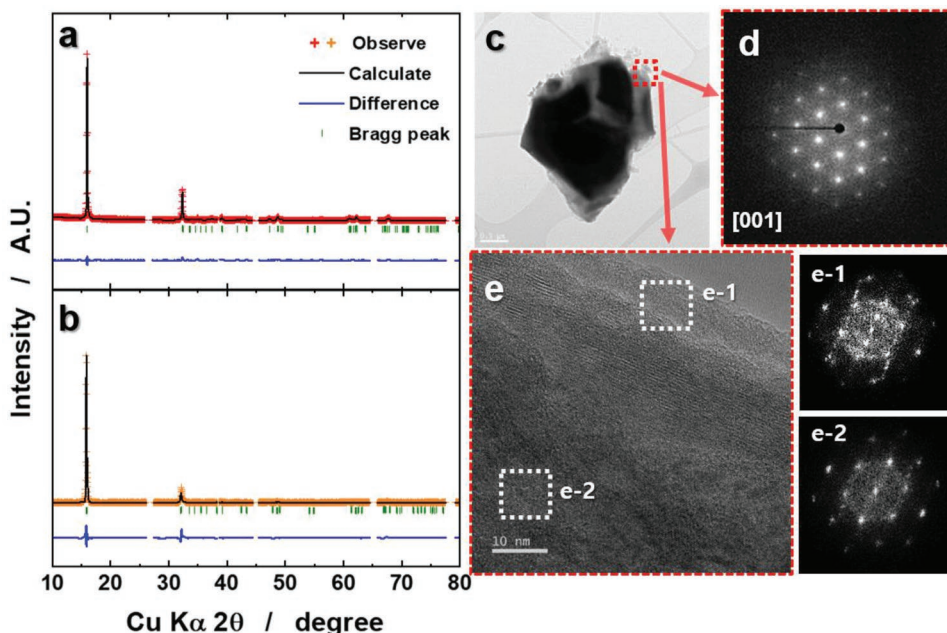 a
Observe
Calculate
Difference
Bragg peak
b
Intensity / A.U.
10 20 30 40 50 60 70 80
Cu Kα 2θ / degree
c
d
[001]
e
e-1
e-2
10 nm
e-1
e-2